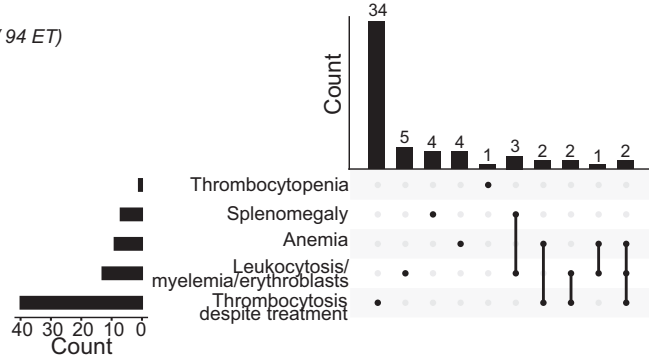 34
94 ET)
Count
5 4 4 1 3 2 2 1 2
Thrombocytopenia
Splenomegaly
Anemia
Leukocytosis/
myelemia/erythroblasts
Thrombocytosis
despite treatment
40 30 20 10 0
Count